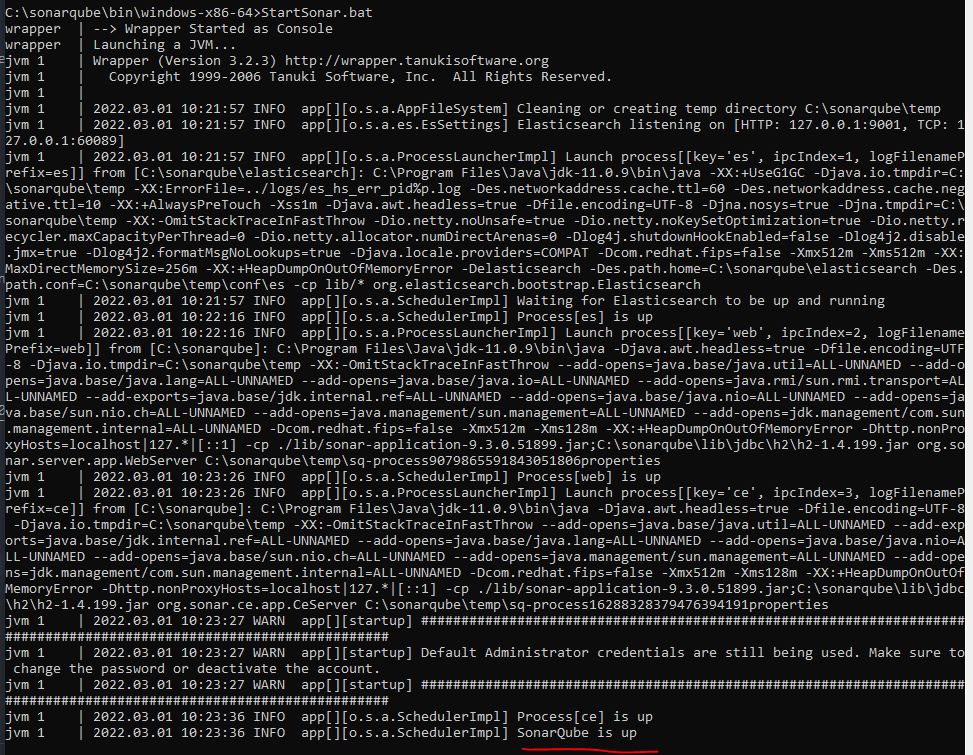 C:\sonarqube\bin\windows-x86-64>StartSonar.bat
wrapper  | --> Wrapper Started as Console
wrapper  | Launching a JVM...
jvm 1    | Wrapper (Version 3.2.3) http://wrapper.tanukisoftware.org
jvm 1    |   Copyright 1999-2006 Tanuki Software, Inc.  All Rights Reserved.
jvm 1    |
jvm 1    | 2022.03.01 10:21:57 INFO  app[][o.s.a.AppFileSystem] Cleaning or creating temp directory C:\sonarqube\temp
jvm 1    | 2022.03.01 10:21:57 INFO  app[][o.s.a.es.EsSettings] Elasticsearch listening on [HTTP: 127.0.0.1:9001, TCP: 1
27.0.0.1:60089]
jvm 1    | 2022.03.01 10:21:57 INFO  app[][o.s.a.ProcessLauncherImpl] Launch process[[key='es', ipcIndex=1, logFilenameP
refix=es]] from [C:\sonarqube\elasticsearch]: C:\Program Files\Java\jdk-11.0.9\bin\java -XX:+UseG1GC -Djava.io.tmpdir=C:
\sonarqube\temp -XX:ErrorFile=../logs/es_hs_err_pid%p.log -Des.networkaddress.cache.ttl=60 -Des.networkaddress.cache.neg
ative.ttl=10 -XX:+AlwaysPreTouch -Xss1m -Djava.awt.headless=true -Dfile.encoding=UTF-8 -Djna.nosys=true -Djna.tmpdir=C:\
sonarqube\temp -XX:-OmitStackTraceInFastThrow -Dio.netty.noUnsafe=true -Dio.netty.noKeySetOptimization=true -Dio.netty.r
ecycler.maxCapacityPerThread=0 -Dio.netty.allocator.numDirectArenas=0 -Dlog4j.shutdownHookEnabled=false -Dlog4j2.disable
.jmx=true -Dlog4j2.formatMsgNoLookups=true -Djava.locale.providers=COMPAT -Dcom.redhat.fips=false -Xmx512m -Xms512m -XX:
MaxDirectMemorySize=256m -XX:+HeapDumpOnOutOfMemoryError -Delasticsearch -Des.path.home=C:\sonarqube\elasticsearch -Des.
path.conf=C:\sonarqube\temp\conf\es -cp lib/* org.elasticsearch.bootstrap.Elasticsearch
jvm 1    | 2022.03.01 10:21:57 INFO  app[][o.s.a.SchedulerImpl] Waiting for Elasticsearch to be up and running
jvm 1    | 2022.03.01 10:22:16 INFO  app[][o.s.a.SchedulerImpl] Process[es] is up
jvm 1    | 2022.03.01 10:22:16 INFO  app[][o.s.a.ProcessLauncherImpl] Launch process[[key='web', ipcIndex=2, logFilename
Prefix=web]] from [C:\sonarqube]: C:\Program Files\Java\jdk-11.0.9\bin\java -Djava.awt.headless=true -Dfile.encoding=UTF
-8 -Djava.io.tmpdir=C:\sonarqube\temp -XX:-OmitStackTraceInFastThrow --add-opens=java.base/java.util=ALL-UNNAMED --add-o
pens=java.base/java.lang=ALL-UNNAMED --add-opens=java.base/java.io=ALL-UNNAMED --add-opens=java.rmi/sun.rmi.transport=AL
L-UNNAMED --add-exports=java.base/jdk.internal.ref=ALL-UNNAMED --add-opens=java.base/java.nio=ALL-UNNAMED --add-opens=ja
va.base/sun.nio.ch=ALL-UNNAMED --add-opens=java.management/sun.management=ALL-UNNAMED --add-opens=jdk.management/com.sun
.management.internal=ALL-UNNAMED -Dcom.redhat.fips=false -Xmx512m -Xms128m -XX:+HeapDumpOnOutOfMemoryError -Dhttp.nonPro
xyHosts=localhost|127.*|[::1] -cp ./lib/sonar-application-9.3.0.51899.jar;C:\sonarqube\lib\jdbc\h2\h2-1.4.199.jar org.so
nar.server.app.WebServer C:\sonarqube\temp\sq-process9079865591843051806properties
jvm 1    | 2022.03.01 10:23:26 INFO  app[][o.s.a.SchedulerImpl] Process[web] is up
jvm 1    | 2022.03.01 10:23:26 INFO  app[][o.s.a.ProcessLauncherImpl] Launch process[[key='ce', ipcIndex=3, logFilenameP
refix=ce]] from [C:\sonarqube]: C:\Program Files\Java\jdk-11.0.9\bin\java -Djava.awt.headless=true -Dfile.encoding=UTF-8
 -Djava.io.tmpdir=C:\sonarqube\temp -XX:-OmitStackTraceInFastThrow --add-opens=java.base/java.util=ALL-UNNAMED --add-exp
orts=java.base/jdk.internal.ref=ALL-UNNAMED --add-opens=java.base/java.lang=ALL-UNNAMED --add-opens=java.base/java.nio=A
LL-UNNAMED --add-opens=java.base/sun.nio.ch=ALL-UNNAMED --add-opens=java.management/sun.management=ALL-UNNAMED --add-ope
ns=jdk.management/com.sun.management.internal=ALL-UNNAMED -Dcom.redhat.fips=false -Xmx512m -Xms128m -XX:+HeapDumpOnOutOf
MemoryError -Dhttp.nonProxyHosts=localhost|127.*|[::1] -cp ./lib/sonar-application-9.3.0.51899.jar;C:\sonarqube\lib\jdbc
\h2\h2-1.4.199.jar org.sonar.ce.app.CeServer C:\sonarqube\temp\sq-process16288328379476394191properties
jvm 1    | 2022.03.01 10:23:27 WARN  app[][startup] ####################################################################
################################################
jvm 1    | 2022.03.01 10:23:27 WARN  app[][startup] Default Administrator credentials are still being used. Make sure to
 change the password or deactivate the account.
jvm 1    | 2022.03.01 10:23:27 WARN  app[][startup] ####################################################################
################################################
jvm 1    | 2022.03.01 10:23:36 INFO  app[][o.s.a.SchedulerImpl] Process[ce] is up
jvm 1    | 2022.03.01 10:23:36 INFO  app[][o.s.a.SchedulerImpl] SonarQube is up